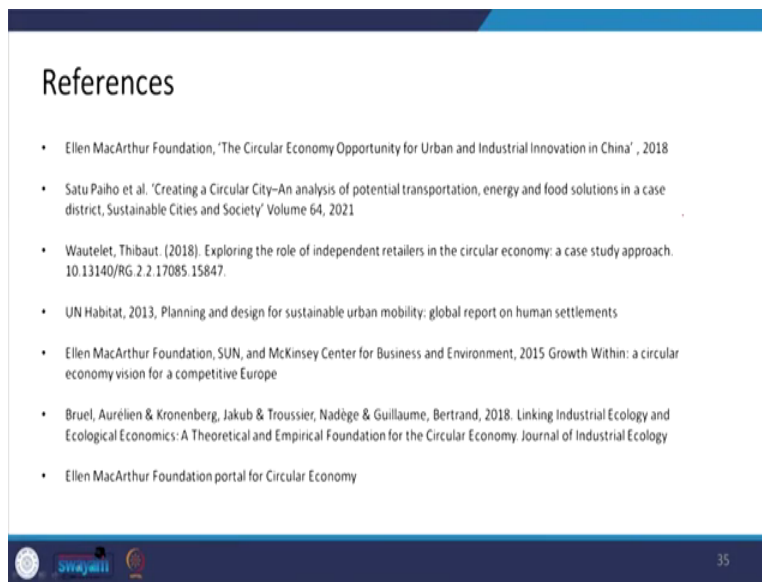 References
• Ellen MacArthur Foundation, 'The Circular Economy Opportunity for Urban and Industrial Innovation in China' , 2018
• Satu Paiho et al. 'Creating a Circular City–An analysis of potential transportation, energy and food solutions in a case
district, Sustainable Cities and Society' Volume 64, 2021
• Wautelet, Thibaut. (2018). Exploring the role of independent retailers in the circular economy: a case study approach.
10.13140/RG.2.2.17085.15847.
• UN Habitat, 2013, Planning and design for sustainable urban mobility: global report on human settlements
• Ellen MacArthur Foundation, SUN, and McKinsey Center for Business and Environment, 2015 Growth Within: a circular
economy vision for a competitive Europe
• Bruel, Aurélien & Kronenberg, Jakub & Troussier, Nadège & Guillaume, Bertrand, 2018. Linking Industrial Ecology and
Ecological Economics: A Theoretical and Empirical Foundation for the Circular Economy. Journal of Industrial Ecology
• Ellen MacArthur Foundation portal for Circular Economy
swayam
35